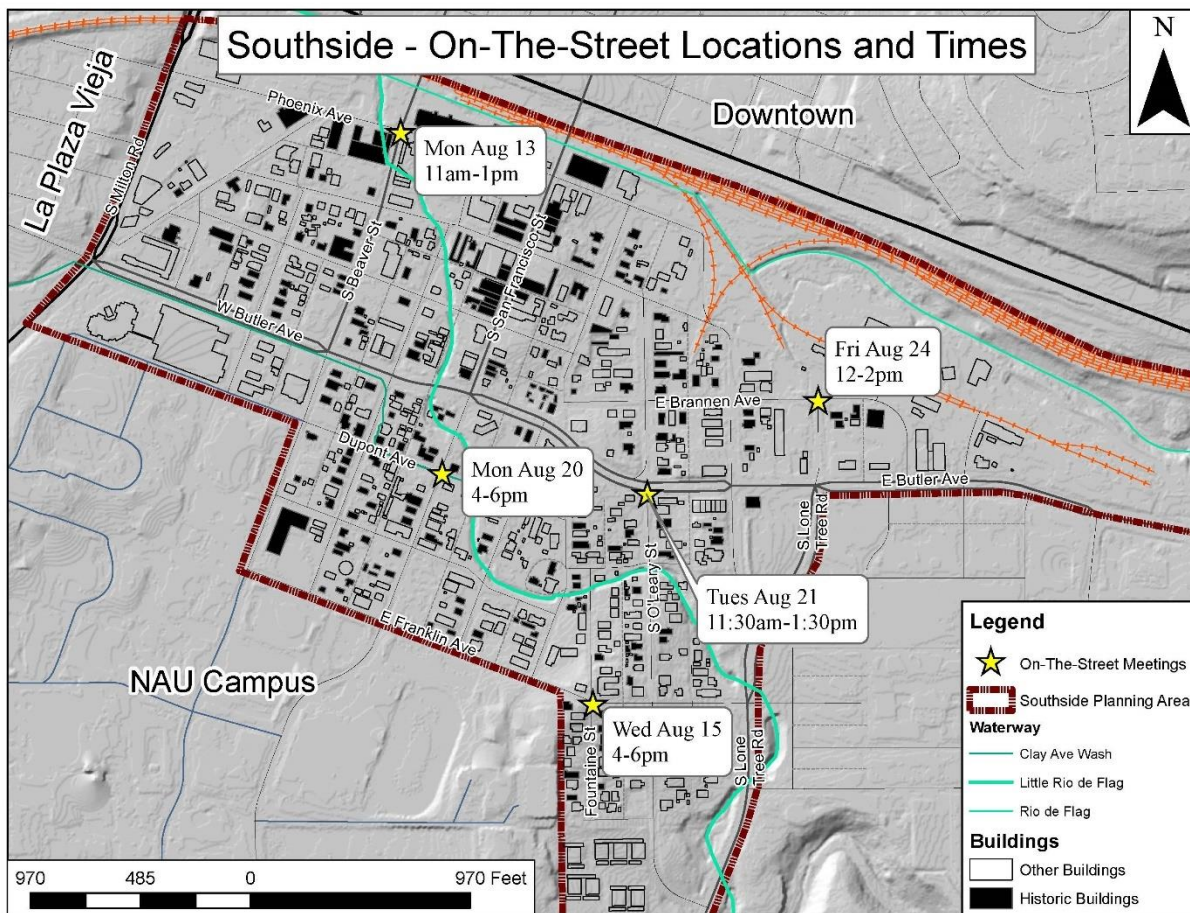 Southside - On-The-Street Locations and Times
N
La Plaza Vieja
Downtown
Phoenix Ave
S Milton Rd
Mon Aug 13
11am-1pm
S Beaver St
S San Francisco St
W Butler Ave
Fri Aug 24
12-2pm
E Brannen Ave
Dupont Ave
Mon Aug 20
4-6pm
E Butler Ave
S Lone
Tree Rd
S O'Leary St
Tues Aug 21
11:30am-1:30pm
E Franklin Ave
NAU Campus
Wed Aug 15
4-6pm
Fountaine St
S Lone
Tree Rd
Legend
On-The-Street Meetings
Southside Planning Area
Waterway
Clay Ave Wash
Little Rio de Flag
Rio de Flag
Buildings
Other Buildings
Historic Buildings
970 485 0 970 Feet